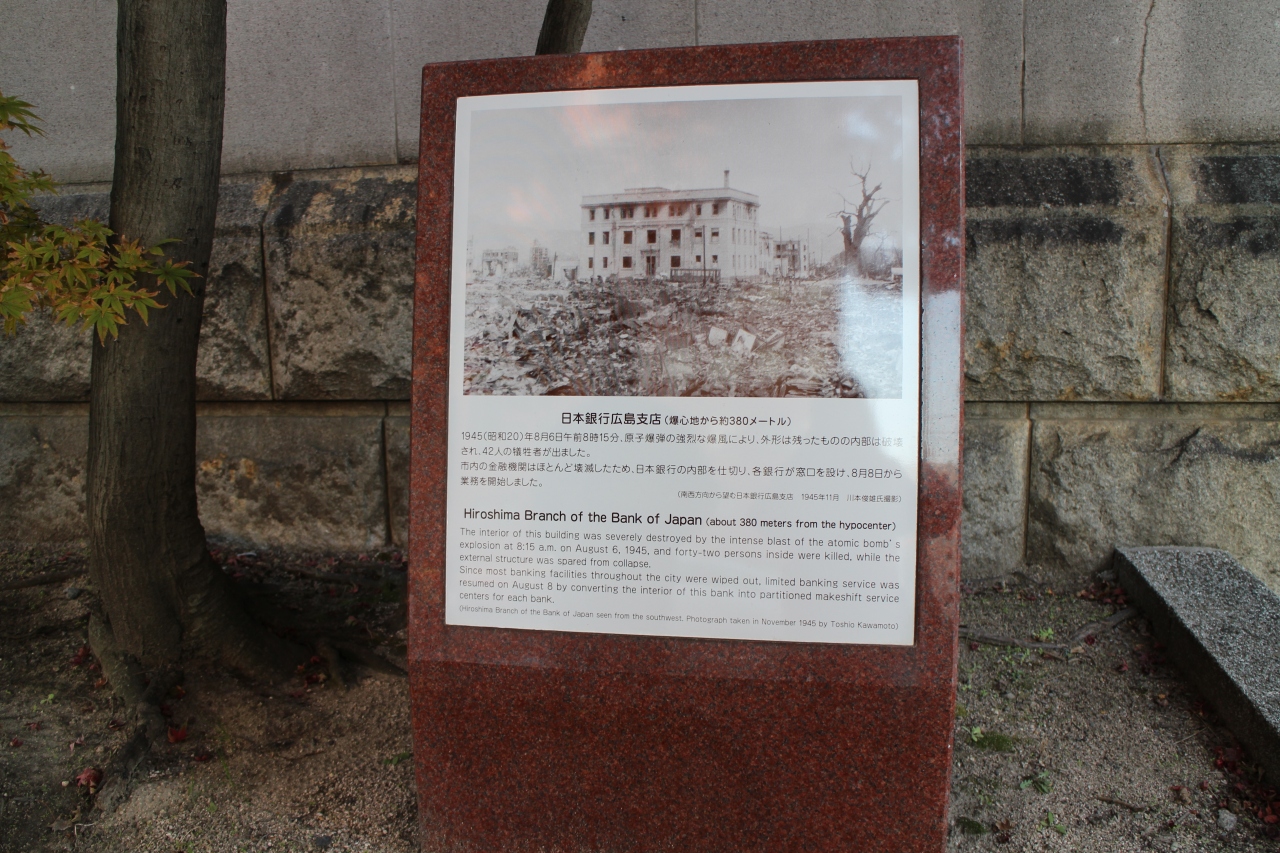 日本銀行広島支店（爆心地から約380メートル）
1945（昭和20）年8月6日午前8時15分、原子爆弾の強烈な爆風により、外形は残ったものの内部は破壊
され、42人の犠牲者が出ました。
市内の金融機関はほとんど壊滅したため、日本銀行の内部を仕切り、各銀行が窓口を設け、8月8日から
業務を開始しました。
（南西方向から望む日本銀行広島支店　1945年11月　川本俊雄氏撮影）
Hiroshima Branch of the Bank of Japan (about 380 meters from the hypocenter)
The interior of this building was severely destroyed by the intense blast of the atomic bomb's
explosion at 8:15 a.m. on August 6, 1945, and forty-two persons inside were killed, while the
external structure was spared from collapse.
Since most banking facilities throughout the city were wiped out, limited banking service was
resumed on August 8 by converting the interior of this bank into partitioned makeshift service
centers for each bank.
(Hiroshima Branch of the Bank of Japan seen from the southwest. Photograph taken in November 1945 by Toshio Kawamoto)